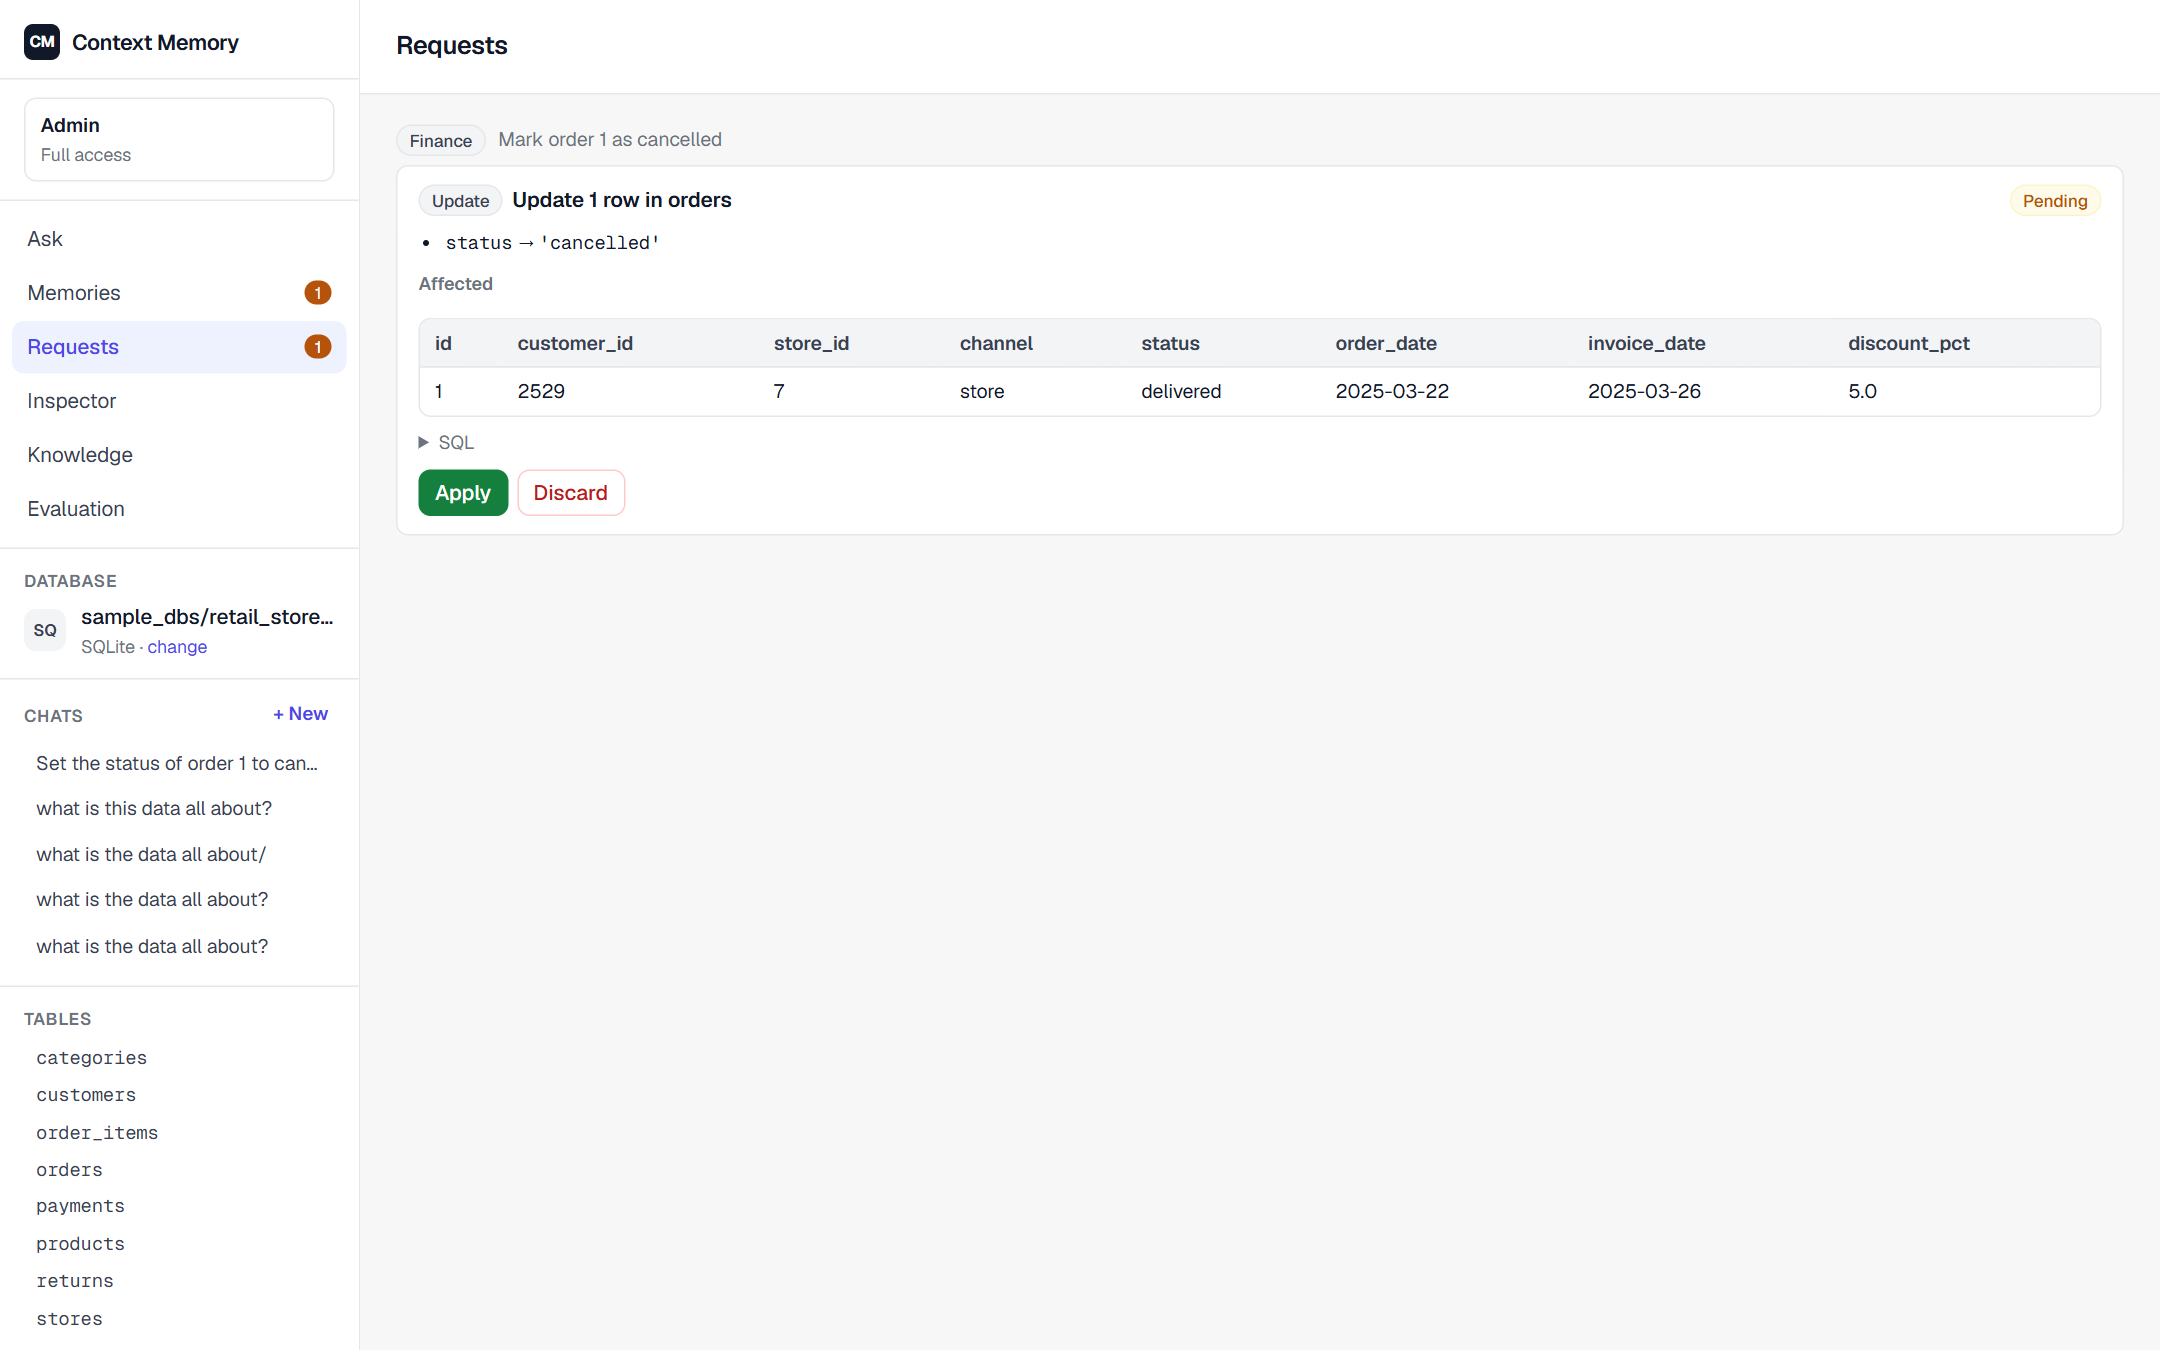 CM Context Memory
Admin
Full access
Ask
Memories 1
Requests 1
Inspector
Knowledge
Evaluation
DATABASE
SQ sample_dbs/retail_store...
SQLite · change
CHATS + New
Set the status of order 1 to can...
what is this data all about?
what is the data all about/
what is the data all about?
what is the data all about?
TABLES
categories
customers
order_items
orders
payments
products
returns
stores
Requests
Finance Mark order 1 as cancelled
Update Update 1 row in orders Pending
• status → 'cancelled'
Affected
id customer_id store_id channel status order_date invoice_date discount_pct
1 2529 7 store delivered 2025-03-22 2025-03-26 5.0
▶ SQL
Apply Discard